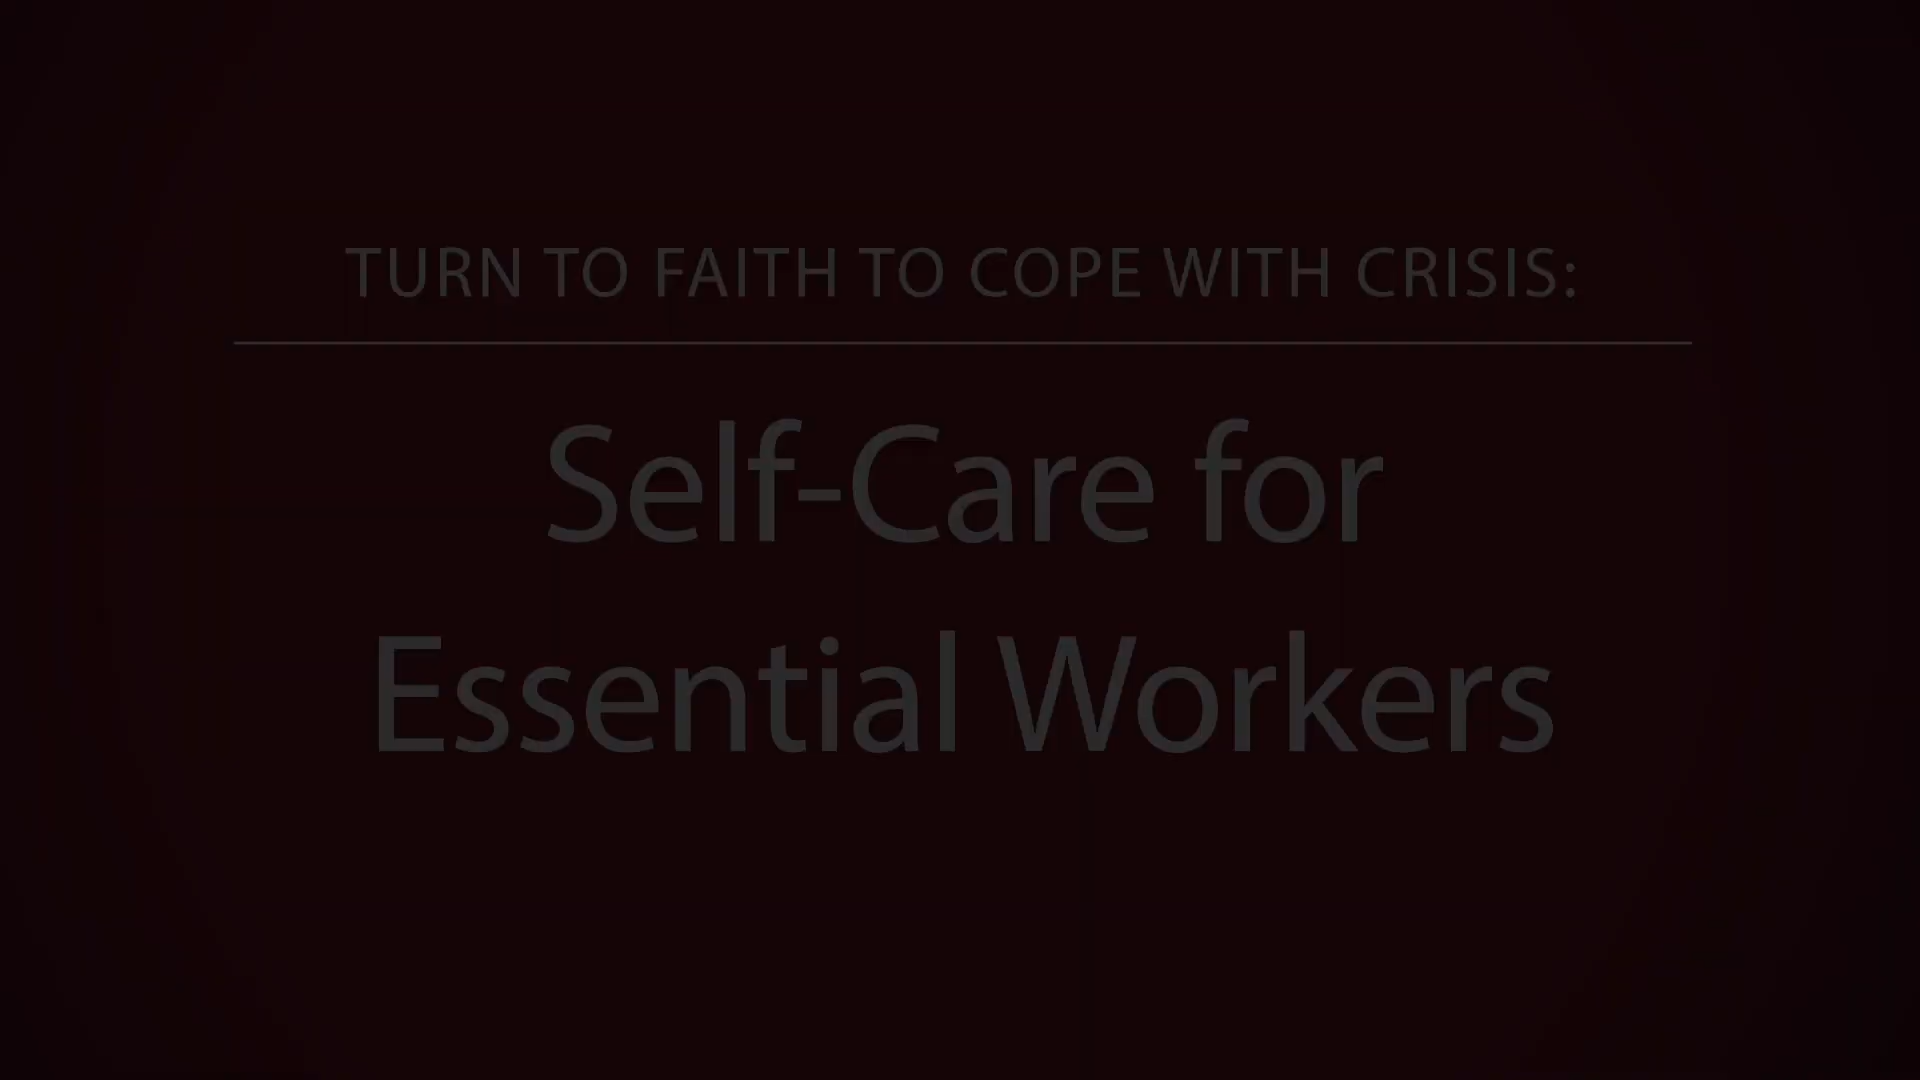 TURN TO FAITH TO COPE WITH CRISIS:
Self-Care for
Essential Workers